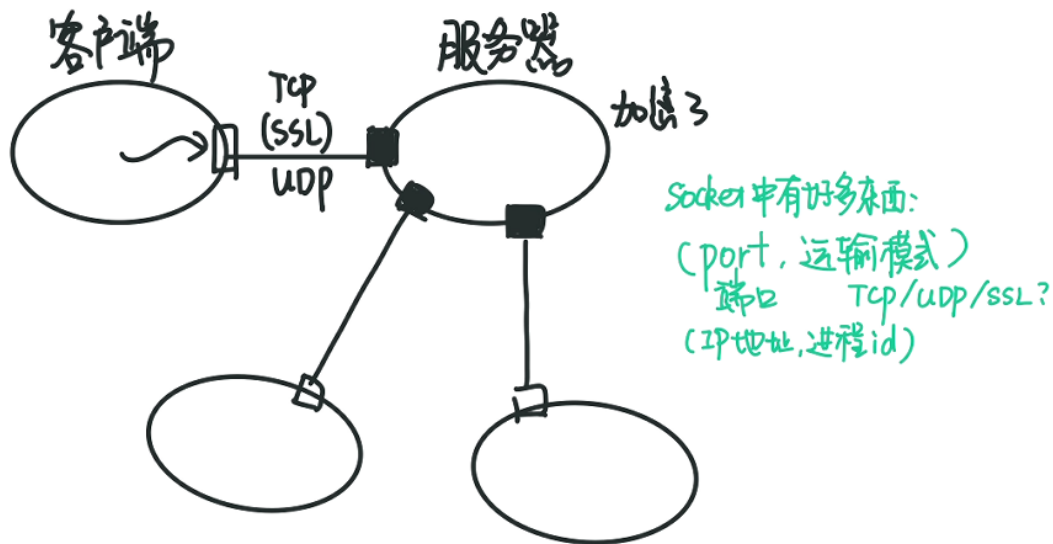 客户端
服务器
TCP
(SSL)
UDP
加信了
Socket中有好多东西:
(port, 运输模式)
端口 TCP/UDP/SSL?
(IP地址,进程id)